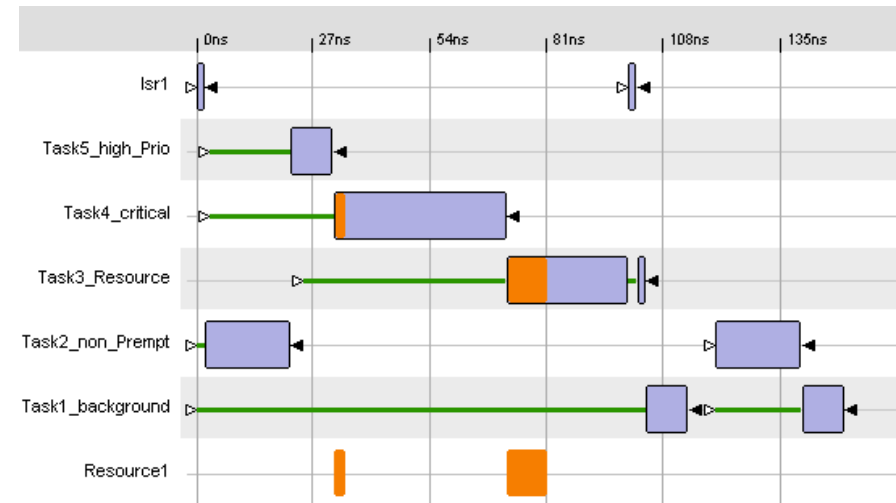 0ns 27ns 54ns 81ns 108ns 135ns
Isr1
Task5_high_Prio
Task4_critical
Task3_Resource
Task2_non_Prempt
Task1_background
Resource1